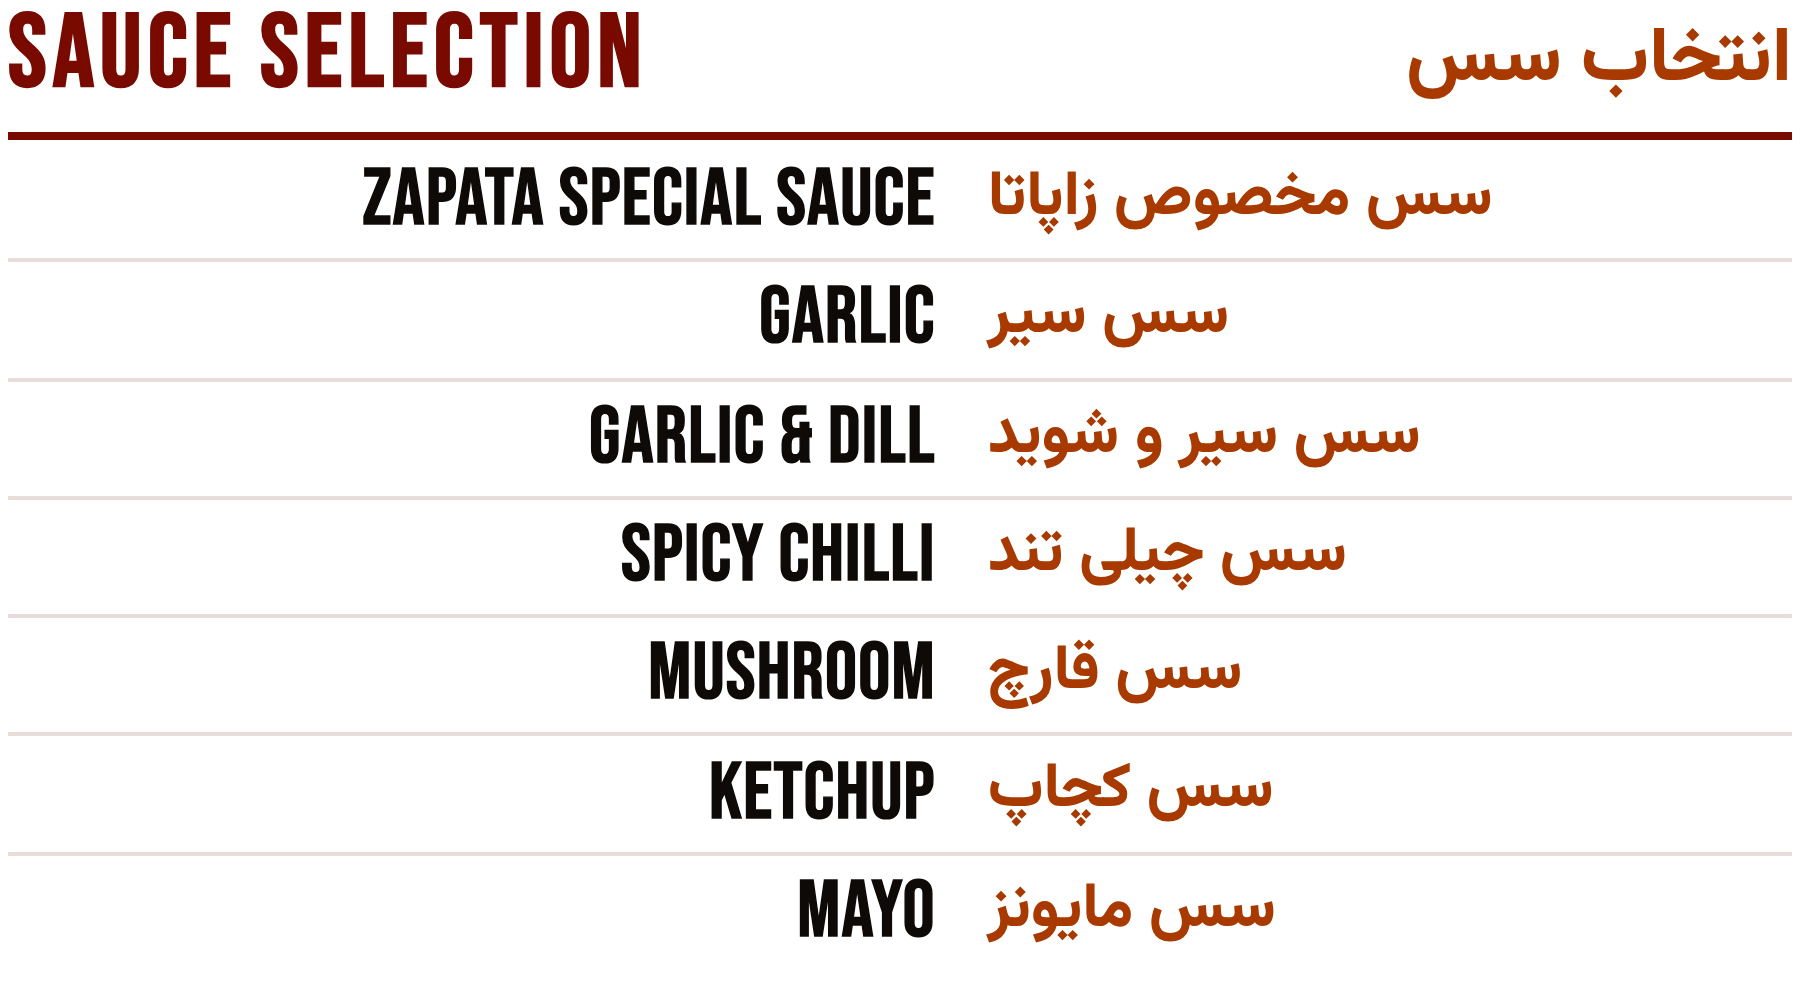 SAUCE SELECTION انتخاب سس
ZAPATA SPECIAL SAUCE سس مخصوص زاپاتا
GARLIC سس سیر
GARLIC & DILL سس سیر و شوید
SPICY CHILLI سس چیلی تند
MUSHROOM سس قارچ
KETCHUP سس کچاپ
MAYO سس مایونز